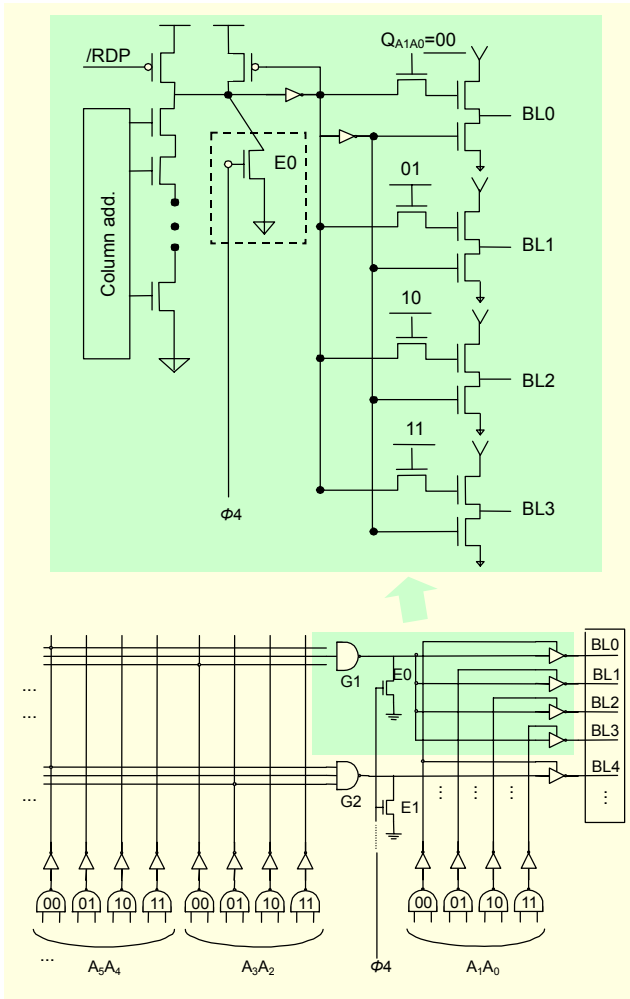 /RDP
Q_A1A0=00
BL0
E0
01
BL1
Column add.
10
BL2
11
BL3
Φ4
BL0
G1
E0
BL1
BL2
BL3
...
...
G2
BL4
...
E1
00 01 10 11 00 01 10 11 00 01 10 11
...
A5A4
A3A2
Φ4
A1A0